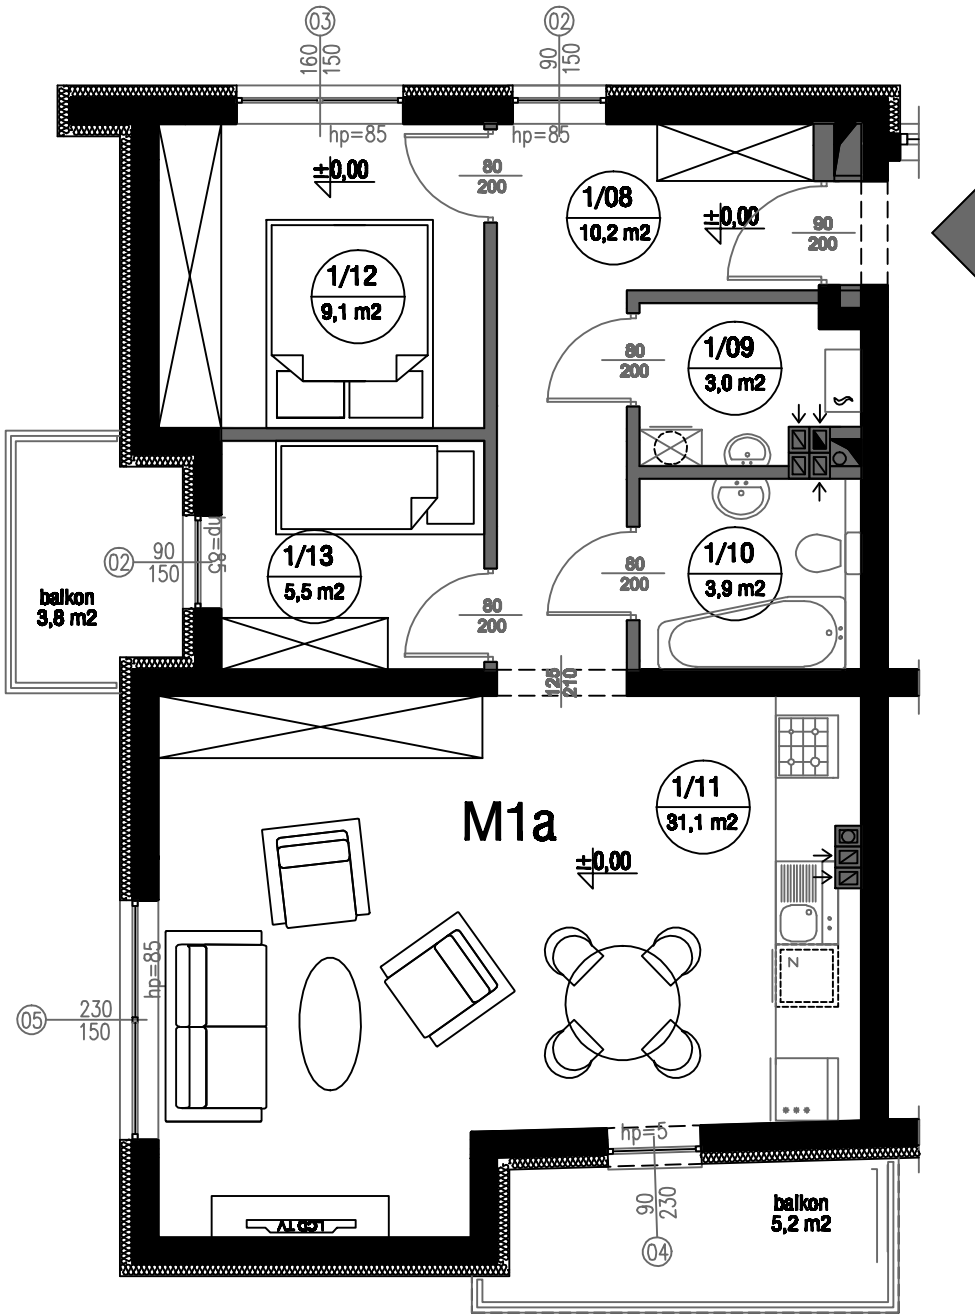 03
02
160
150
90
150
hp=85
hp=85
±0,00
80
200
1/08
10,2 m2
±0,00
90
200
1/12
9,1 m2
80
200
1/09
3,0 m2
02
90
150
hp=85
1/13
5,5 m2
80
200
1/10
3,9 m2
balkon
3,8 m2
80
200
125
210
1/11
31,1 m2
M1a
±0,00
hp=85
N
05
230
150
hp=5
90
230
balkon
5,2 m2
LCD TV
04